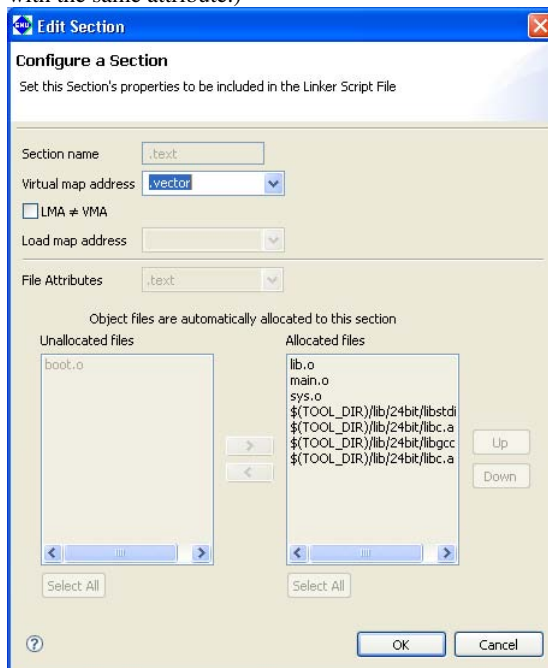 with the same attribute.)
Edit Section
Configure a Section
Set this Section's properties to be included in the Linker Script File
Section name .text
Virtual map address .vector
LMA ≠ VMA
Load map address
File Attributes .text
Object files are automatically allocated to this section
Unallocated files
boot.o
Allocated files
lib.o
main.o
sys.o
$(TOOL_DIR)/lib/24bit/libstdi
$(TOOL_DIR)/lib/24bit/libc.a
$(TOOL_DIR)/lib/24bit/libgcc
$(TOOL_DIR)/lib/24bit/libc.a
>
<
Up
Down
Select All
Select All
?
OK
Cancel